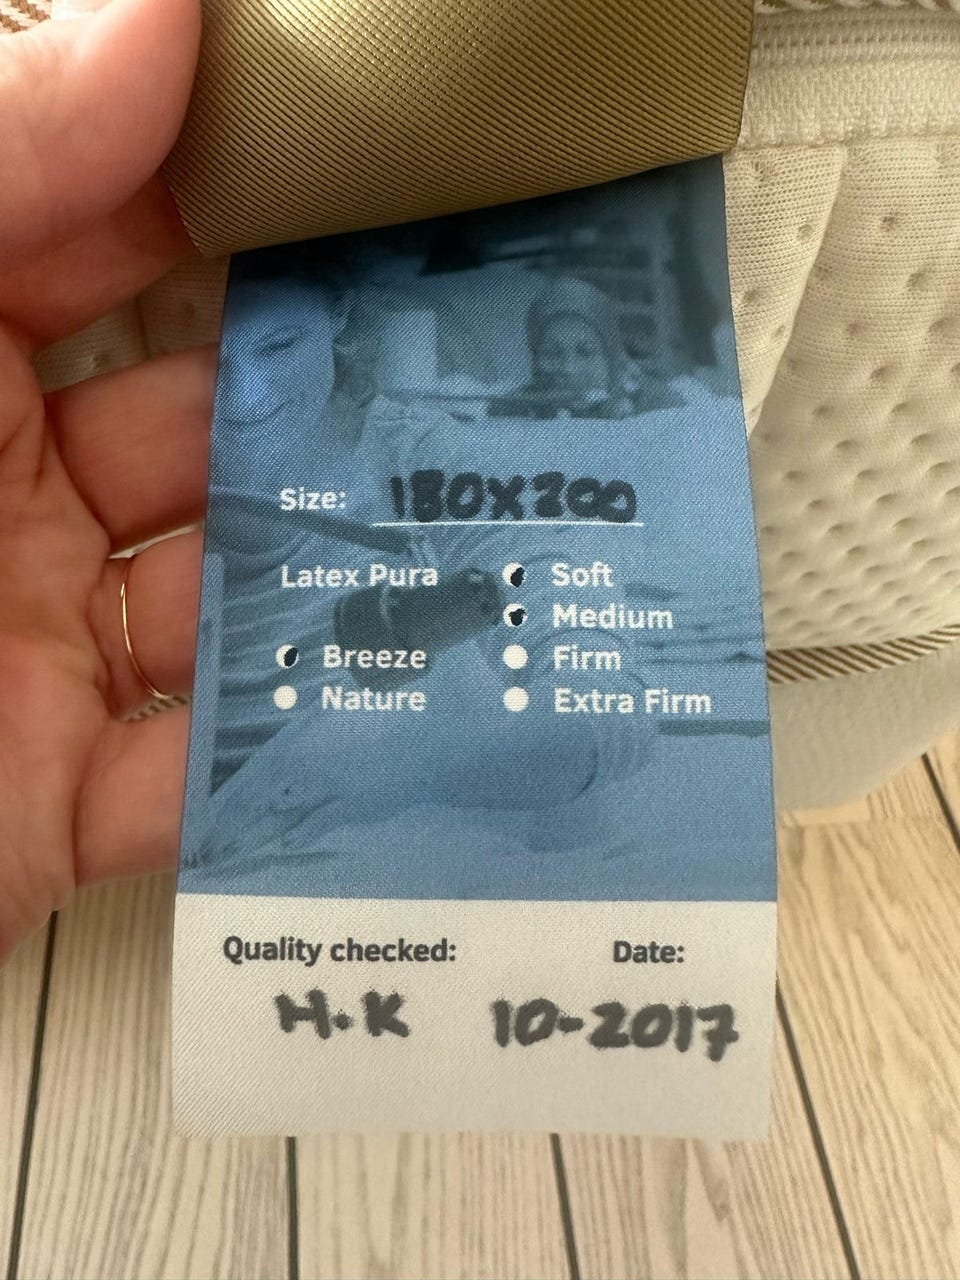 Size: 180X200
Latex Pura Soft
Medium
Breeze Firm
Nature Extra Firm
Quality checked: Date:
H.K 10-2017